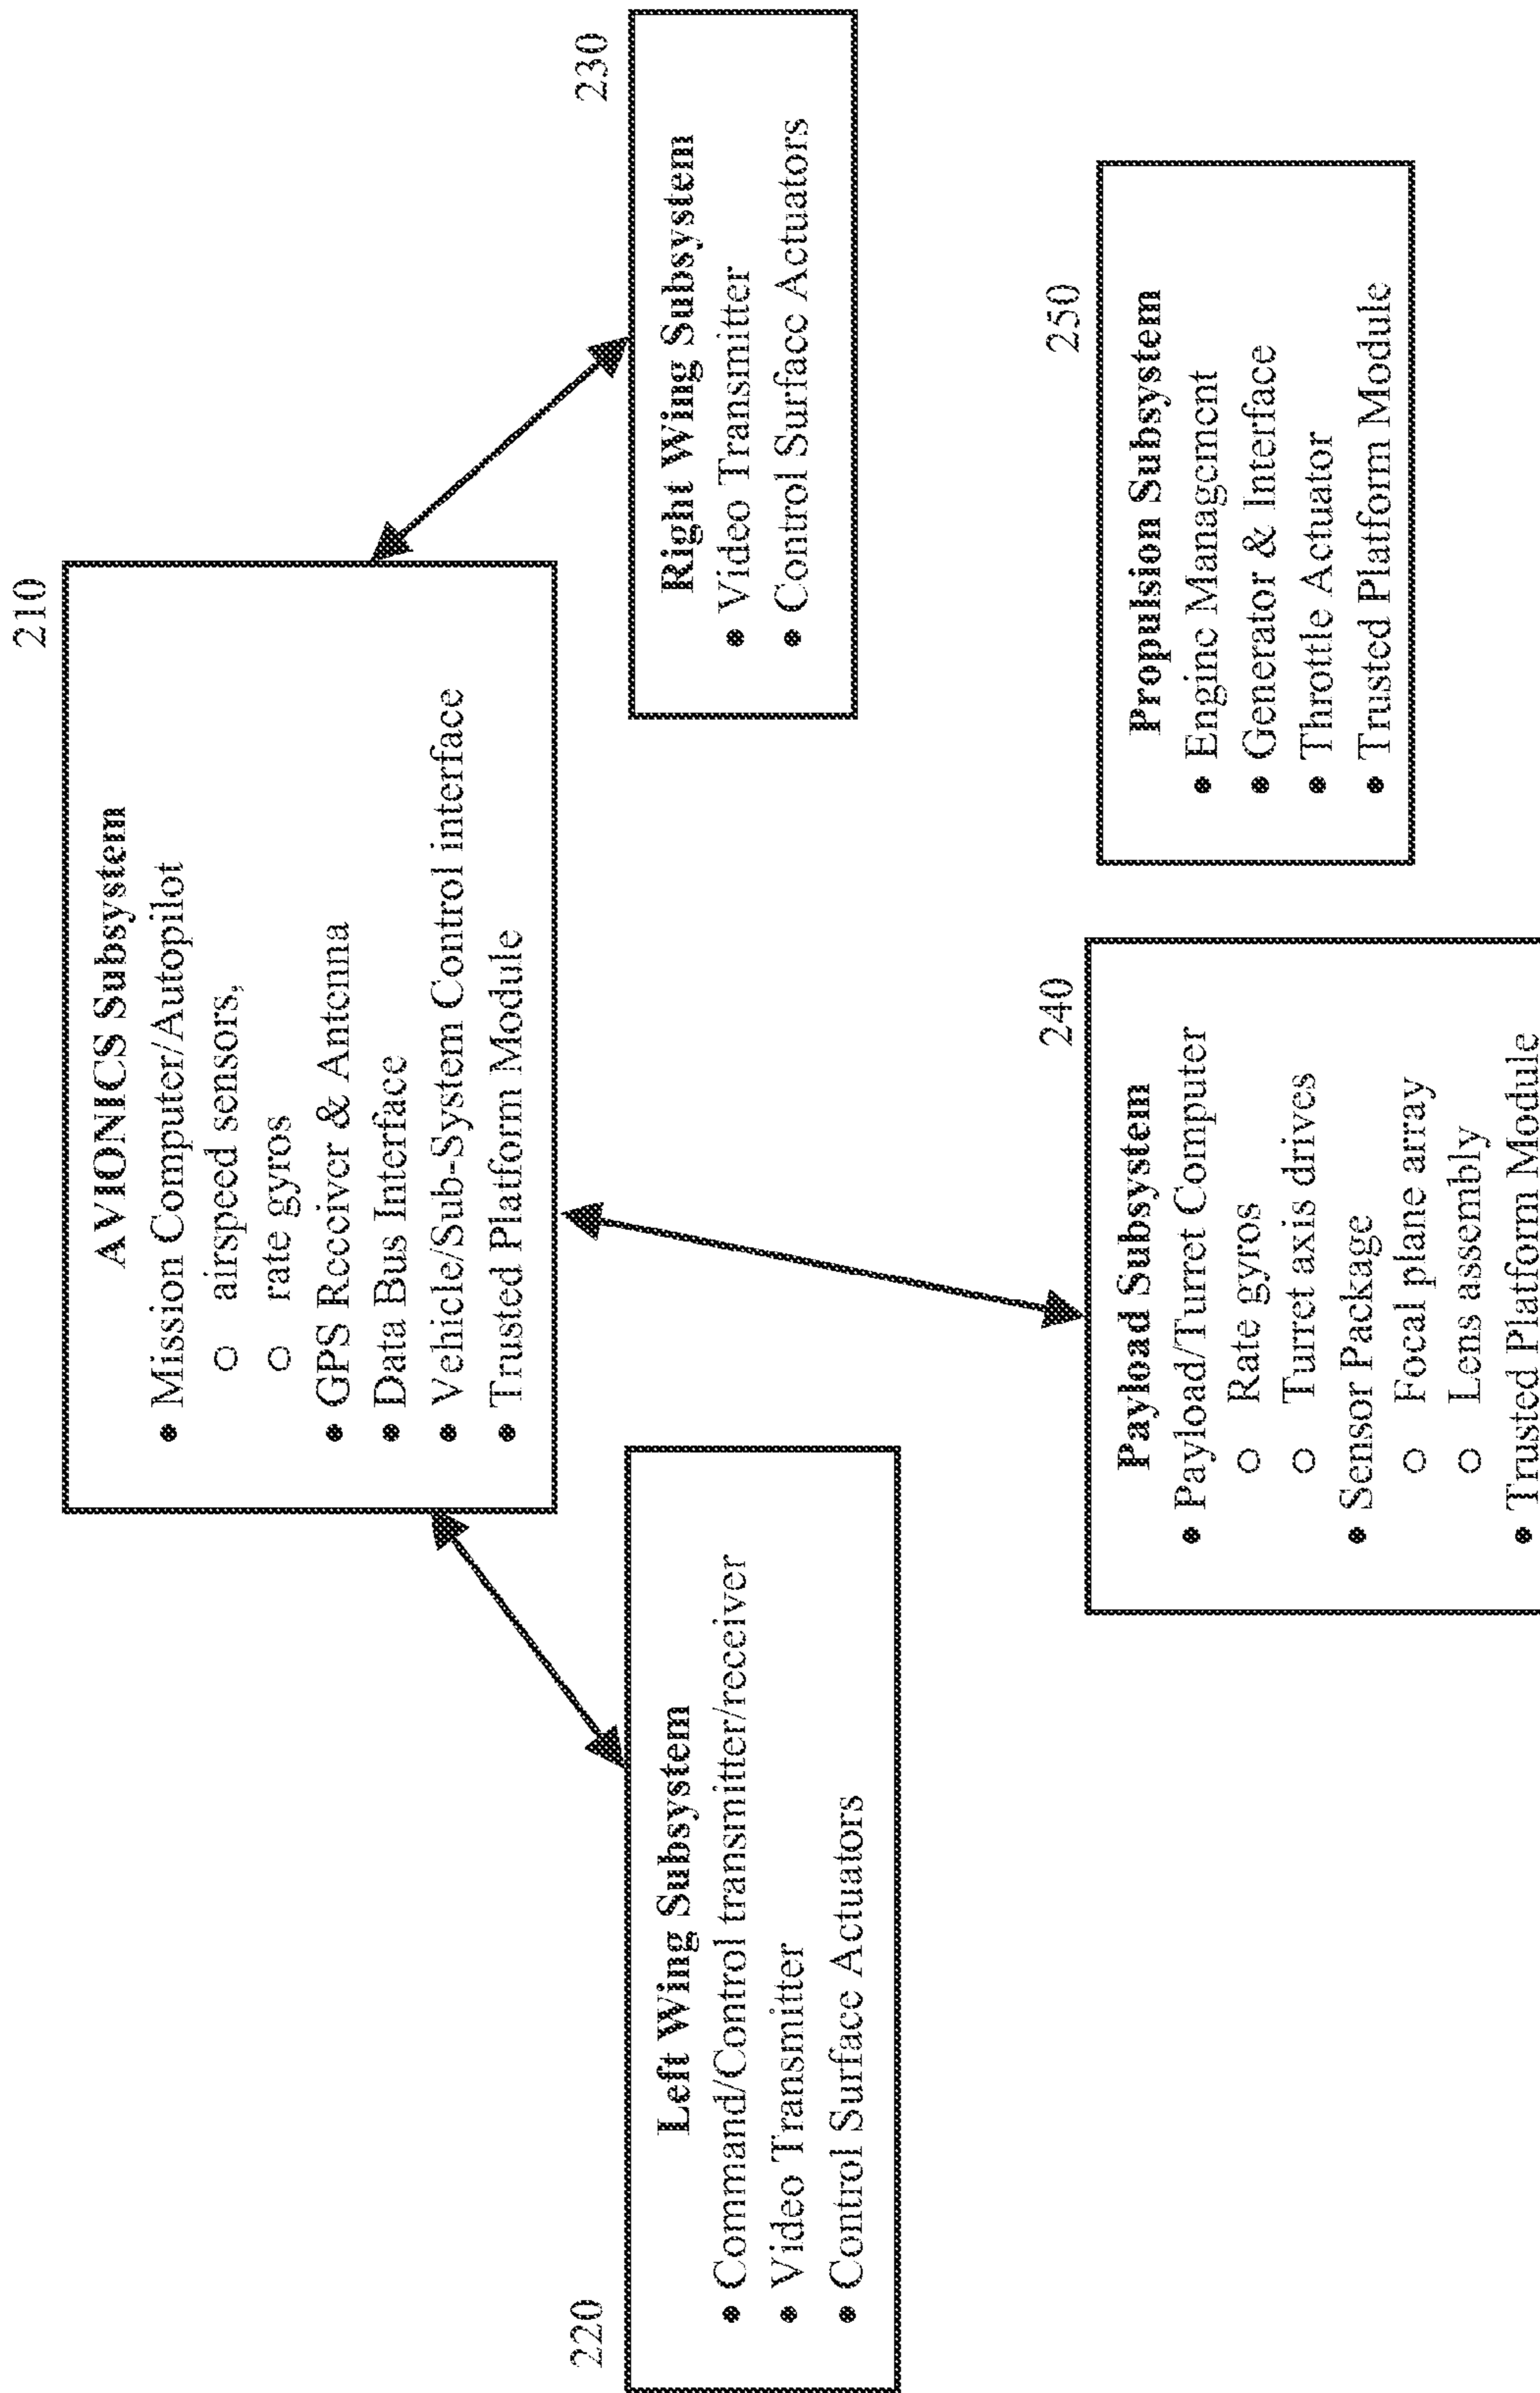 210
AVIONICS Subsystem
• Mission Computer/Autopilot
○ airspeed sensors,
○ rate gyros
• GPS Receiver & Antenna
• Data Bus Interface
• Vehicle/Sub-System Control interface
• Trusted Platform Module
220
Left Wing Subsystem
• Command/Control transmitter/receiver
• Video Transmitter
• Control Surface Actuators
230
Right Wing Subsystem
• Video Transmitter
• Control Surface Actuators
240
Payload Subsystem
• Payload/Turret Computer
○ Rate gyros
○ Turret axis drives
• Sensor Package
○ Focal plane array
○ Lens assembly
• Trusted Platform Module
250
Propulsion Subsystem
• Engine Management
• Generator & Interface
• Throttle Actuator
• Trusted Platform Module